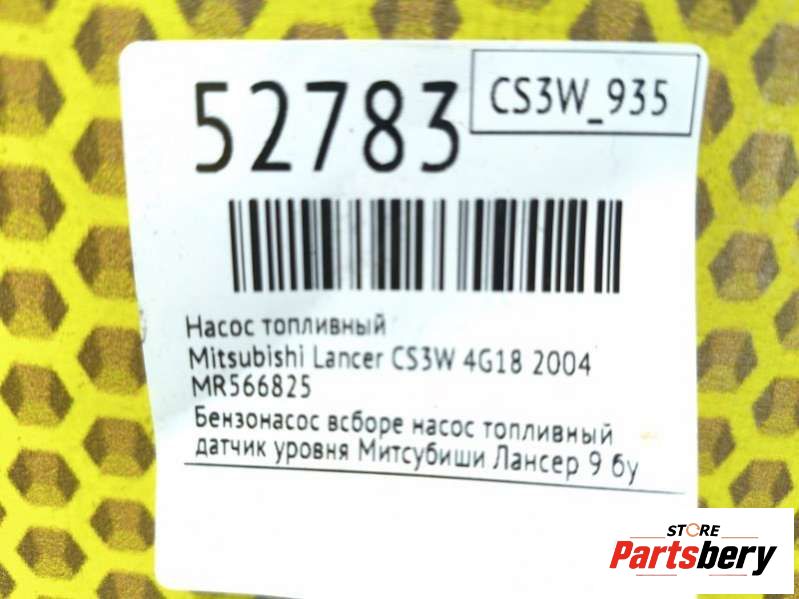 52783
CS3W_935
Насос топливный
Mitsubishi Lancer CS3W 4G18 2004
MR566825
Бензонасос всборе насос топливный
датчик уровня Митсубиши Лансер 9 бу
STORE
Partsbery